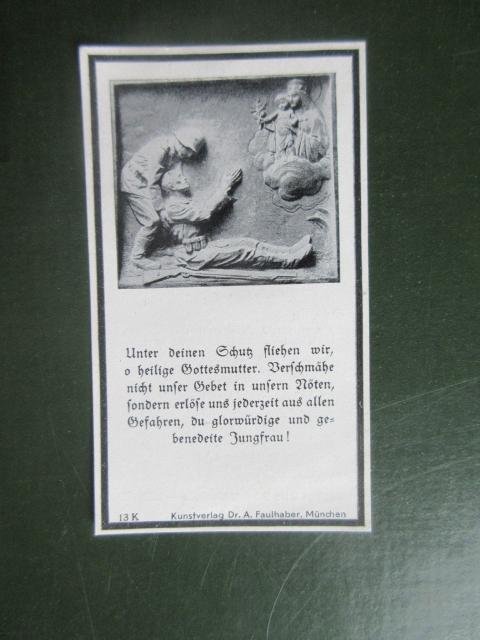 Unter deinen Schutz fliehen wir,
o heilige Gottesmutter. Verschmähe
nicht unser Gebet in unsern Nöten,
sondern erlöse uns jederzeit aus allen
Gefahren, du glorwürdige und ge-
benedeite Jungfrau!
13 K Kunstverlag Dr. A. Faulhaber, München